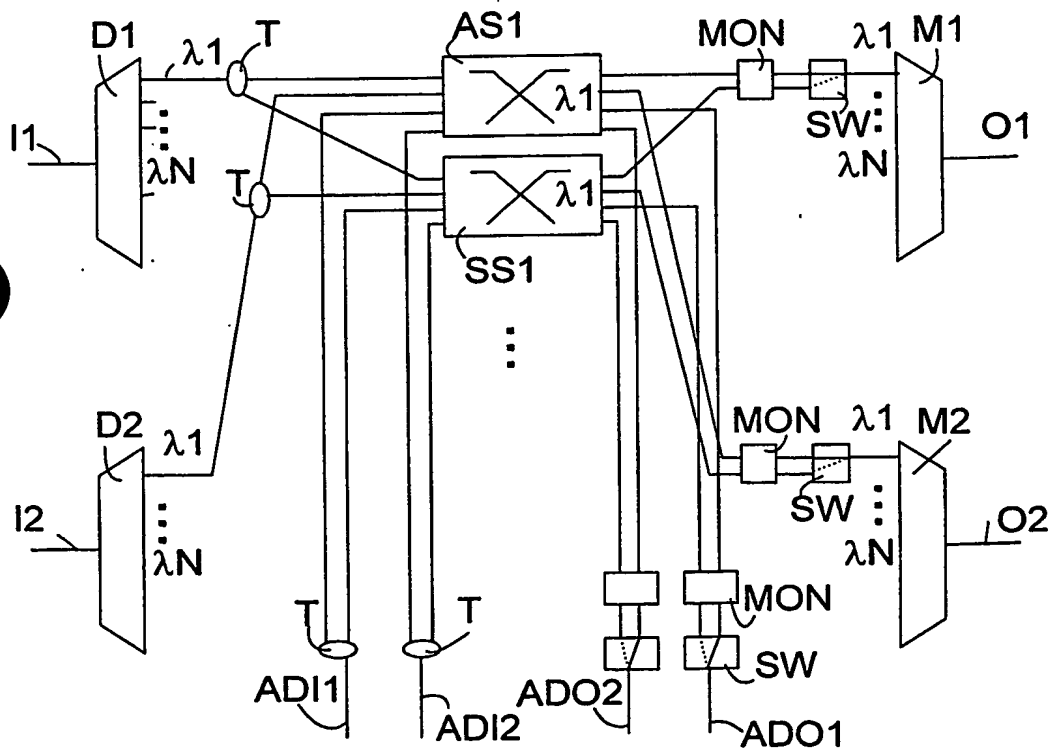 D1
λ1
T
AS1
MON
λ1
M1
λ1
SW
I1
λN
T
λ1
λN
O1
SS1
D2
λ1
MON
λ1
M2
I2
λN
SW
λN
O2
T
T
MON
SW
ADI1
ADI2
ADO2
ADO1